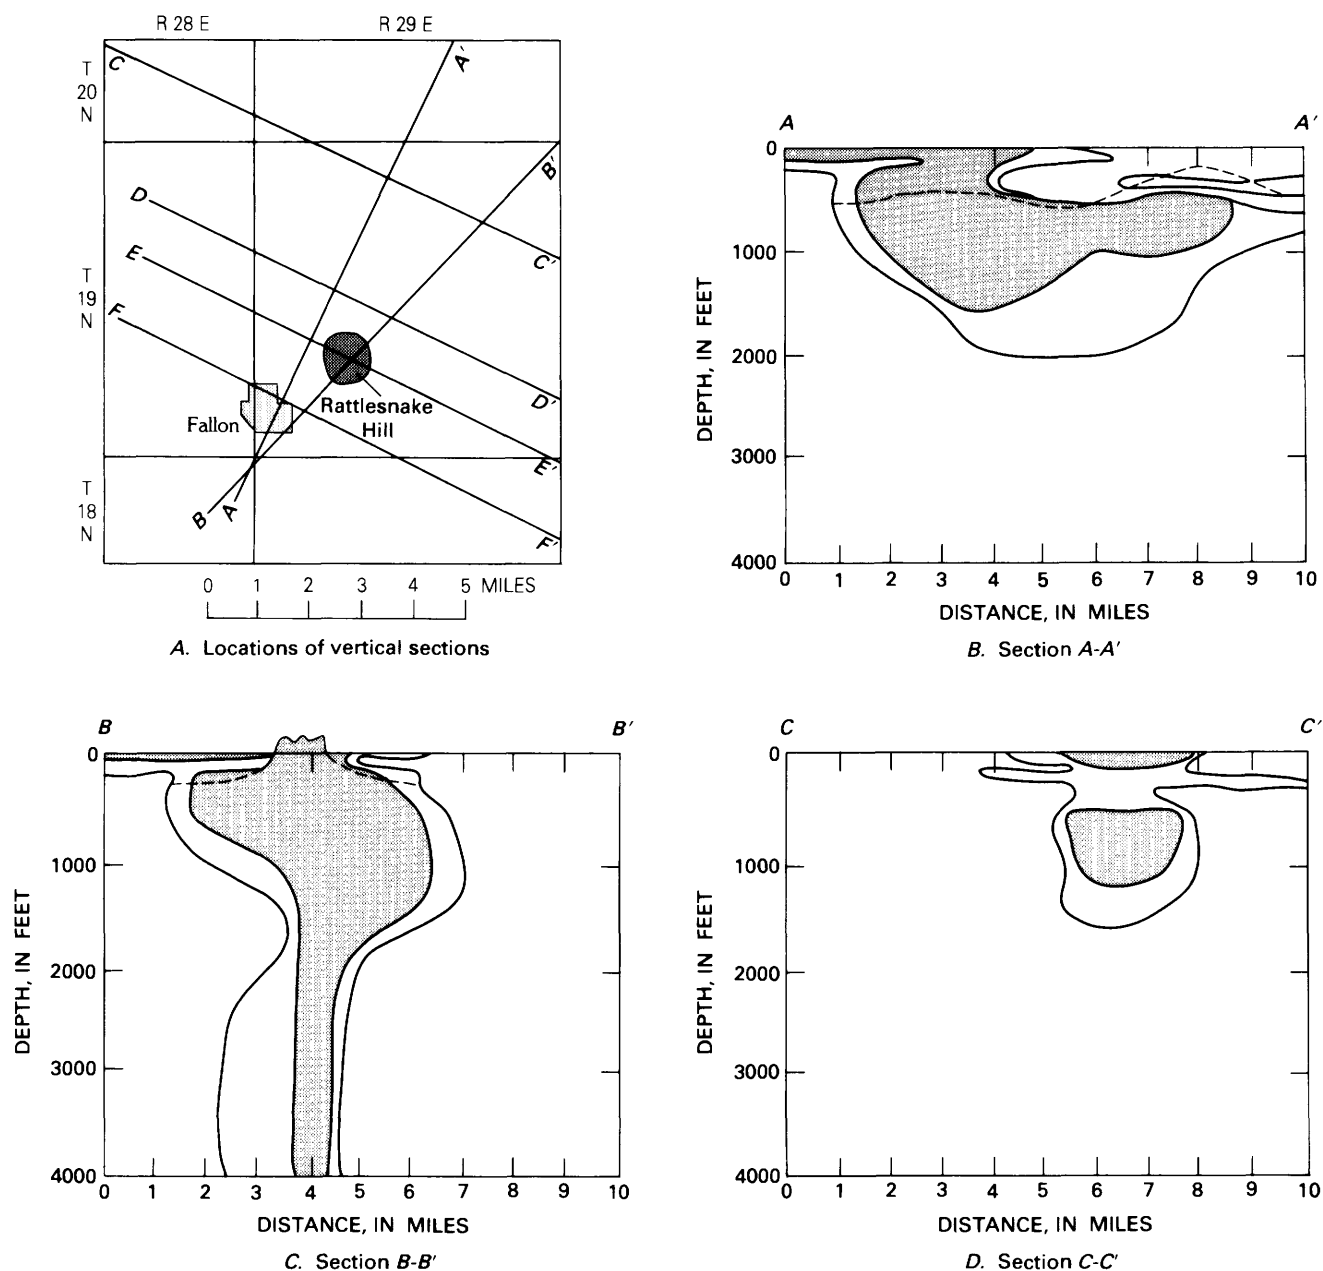 R 28 E R 29 E
T
20
N
T
19
N
T
18
N
C
A'
B'
D
C'
E
F
D'
Rattlesnake
Hill
Fallon
E'
B A
F'
0 1 2 3 4 5 MILES
A. Locations of vertical sections
A A'
0
1000
2000
3000
4000
DEPTH, IN FEET
0 1 2 3 4 5 6 7 8 9 10
DISTANCE, IN MILES
B. Section A-A'
B B'
0
1000
2000
3000
4000
DEPTH, IN FEET
0 1 2 3 4 5 6 7 8 9 10
DISTANCE, IN MILES
C. Section B-B'
C C'
0
1000
2000
3000
4000
DEPTH, IN FEET
0 1 2 3 4 5 6 7 8 9 10
DISTANCE, IN MILES
D. Section C-C'